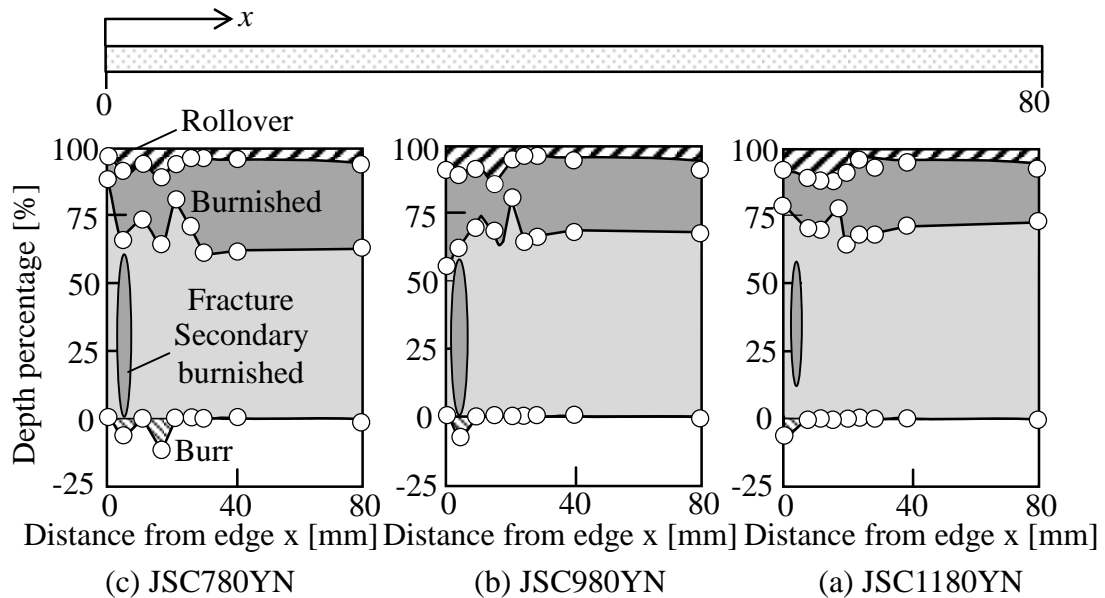 x
0
80
Rollover
Depth percentage [%]
100
75
50
25
0
-25
Burnished
Fracture
Secondary
burnished
Burr
0
40
80
Distance from edge x [mm]
(c) JSC780YN
100
75
50
25
0
-25
0
40
80
Distance from edge x [mm]
(b) JSC980YN
100
75
50
25
0
-25
0
40
80
Distance from edge x [mm]
(a) JSC1180YN